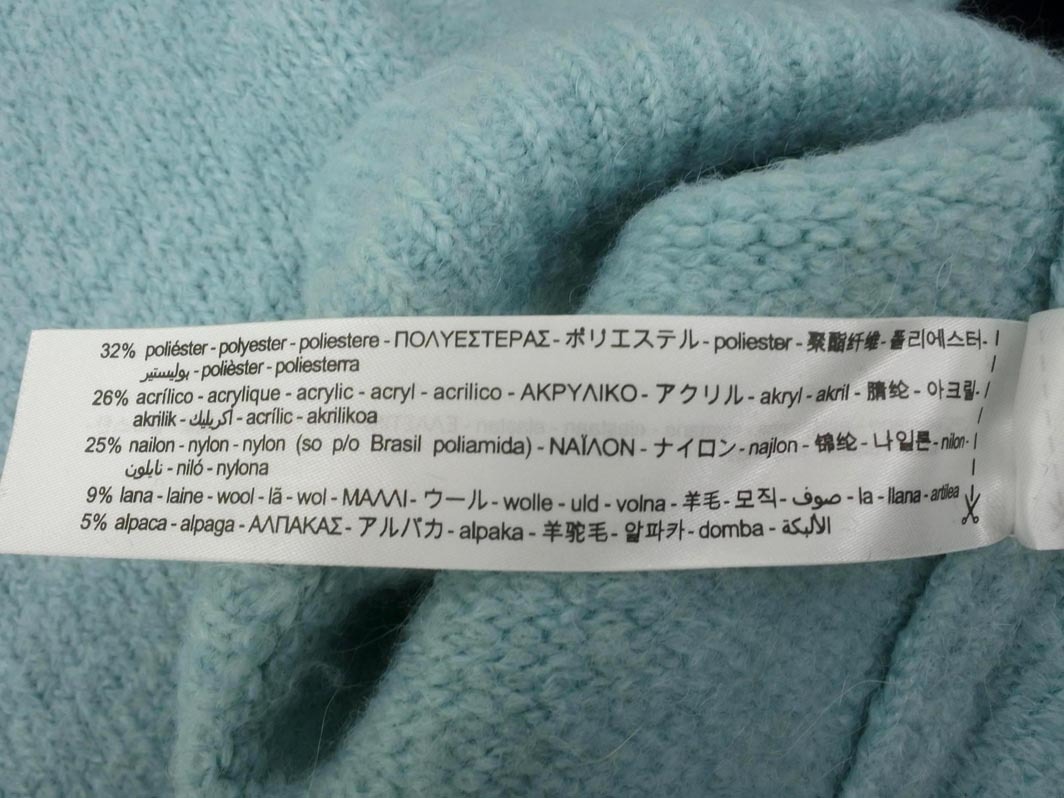 32% poliéster - polyester - poliestere - ΠΟΛΥΕΣΤΕΡΑΣ - ポリエステル - poliester - 聚酯纤维 - 폴리에스터 -
بوليستير - polièster - poliesterra
26% acrílico - acrylique - acrylic - acryl - acrilico - ΑΚΡΥΛΙΚΟ - アクリル - akryl - akril - 腈纶 - 아크릴 -
akrilik - أكريليك - acrílic - akrilikoa
25% nailon - nylon - nylon (so p/o Brasil poliamida) - ΝΑΪΛΟΝ - ナイロン - najlon - 锦纶 - 나일론 - nilon -
نايلون - niló - nylona
9% lana - laine - wool - lã - wol - ΜΑΛΛΙ - ウール - wolle - uld - volna - 羊毛 - 모직 - صوف - la - llana - artilea
5% alpaca - alpaga - ΑΛΠΑΚΑΣ - アルパカ - alpaka - 羊驼毛 - 알파카 - domba - الألبكة